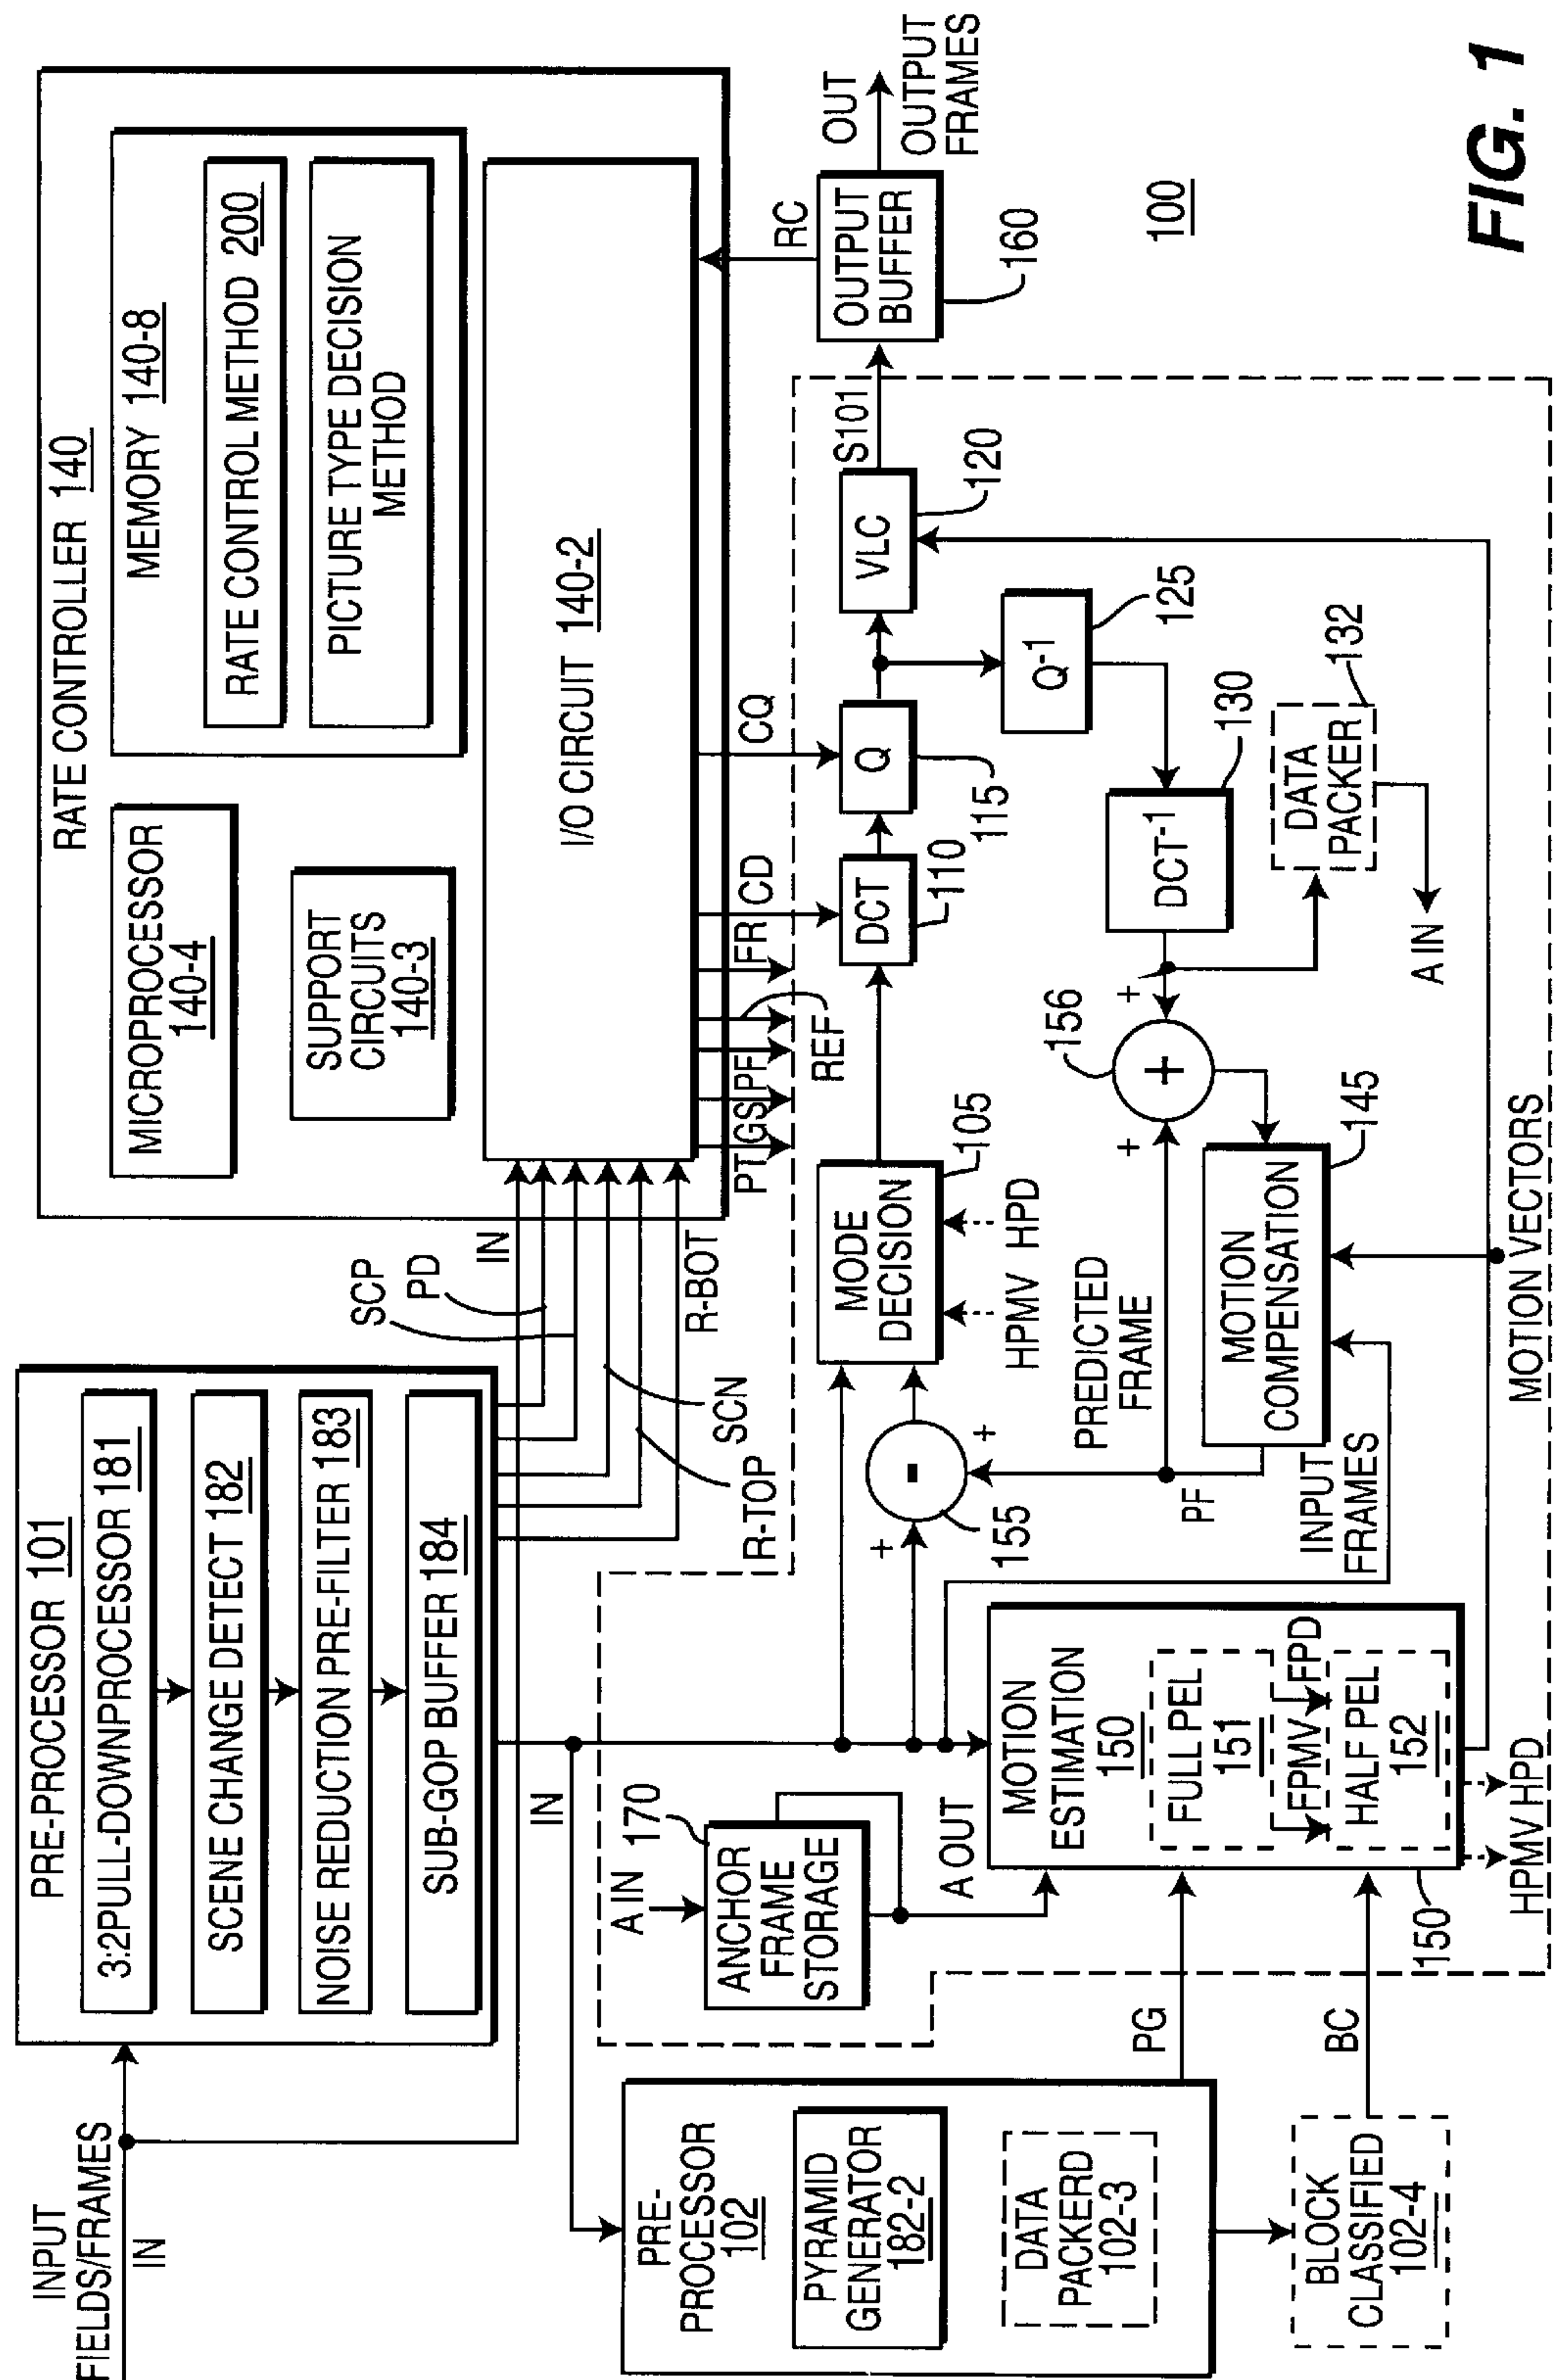 INPUT
FIELDS/FRAMES
IN
PRE-PROCESSOR 101
3:2PULL-DOWNPROCESSOR 181
SCENE CHANGE DETECT 182
NOISE REDUCTION PRE-FILTER 183
SUB-GOP BUFFER 184
SCP
PD
IN
R-BOT
SCN
R-TOP
RATE CONTROLLER 140
MICROPROCESSOR
140-4
SUPPORT
CIRCUITS
140-3
MEMORY 140-8
RATE CONTROL METHOD 200
PICTURE TYPE DECISION
METHOD
I/O CIRCUIT 140-2
PT
GS
PF
REF
FR
CD
CQ
RC
IN
PRE-
PROCESSOR
102
PYRAMID
GENERATOR
182-2
DATA
PACKERD
102-3
BLOCK
CLASSIFIED
102-4
PG
BC
A IN
170
ANCHOR
FRAME
STORAGE
A OUT
MOTION
ESTIMATION
150
FULL PEL
151
FPMV
FPD
HALF PEL
152
150
HPMV
HPD
+
-
+
155
MODE
DECISION
105
HPMV
HPD
DCT
110
Q
115
VLC
120
S101
OUTPUT
BUFFER
160
OUT
OUTPUT
FRAMES
Q-1
125
DCT-1
130
DATA
PACKER
132
A IN
+
+
+
156
PREDICTED
FRAME
PF
INPUT
FRAMES
MOTION
COMPENSATION
145
MOTION VECTORS
100
FIG. 1